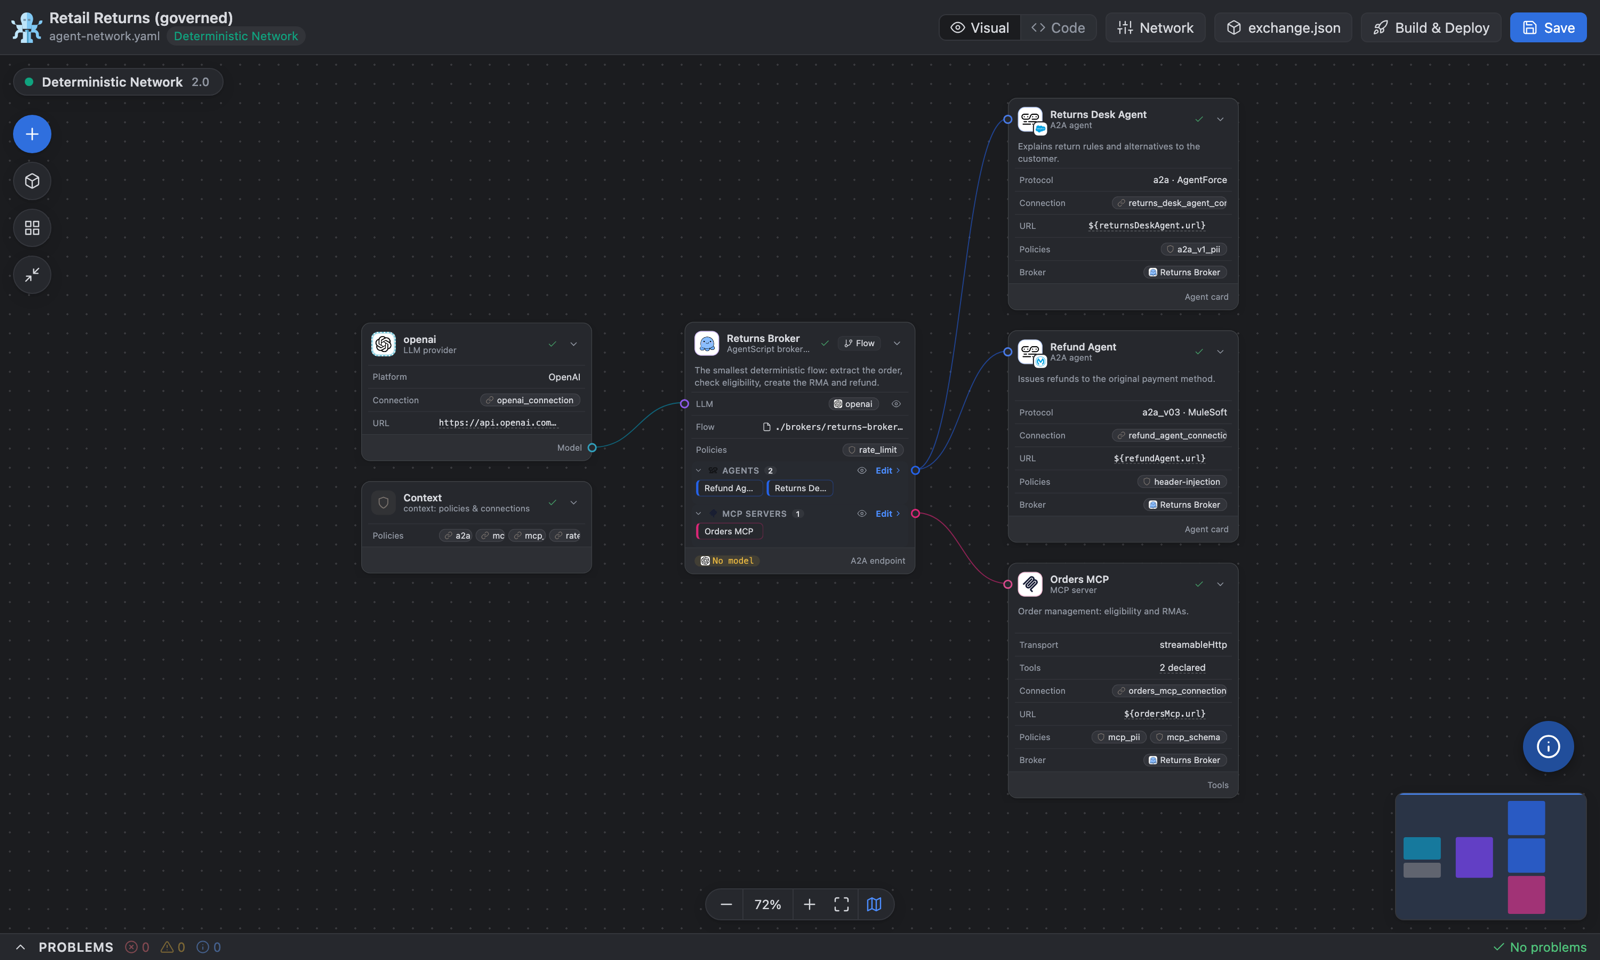 Retail Returns (governed)
agent-network.yaml Deterministic Network
Visual Code Network exchange.json Build & Deploy Save
Deterministic Network 2.0
openai
LLM provider
Platform OpenAI
Connection openai_connection
URL https://api.openai.com…
Model
Context
context: policies & connections
Policies a2a mc mcp_ rate
Returns Broker
AgentScript broker… Flow
The smallest deterministic flow: extract the order,
check eligibility, create the RMA and refund.
LLM openai
Flow ./brokers/returns-broker…
Policies rate_limit
AGENTS 2 Edit
Refund Ag… Returns De…
MCP SERVERS 1 Edit
Orders MCP
No model A2A endpoint
Returns Desk Agent
A2A agent
Explains return rules and alternatives to the
customer.
Protocol a2a · AgentForce
Connection returns_desk_agent_cor
URL ${returnsDeskAgent.url}
Policies a2a_v1_pii
Broker Returns Broker
Agent card
Refund Agent
A2A agent
Issues refunds to the original payment method.
Protocol a2a_v03 · MuleSoft
Connection refund_agent_connectic
URL ${refundAgent.url}
Policies header-injection
Broker Returns Broker
Agent card
Orders MCP
MCP server
Order management: eligibility and RMAs.
Transport streamableHttp
Tools 2 declared
Connection orders_mcp_connection
URL ${ordersMcp.url}
Policies mcp_pii mcp_schema
Broker Returns Broker
Tools
72%
PROBLEMS 0 0 0
No problems